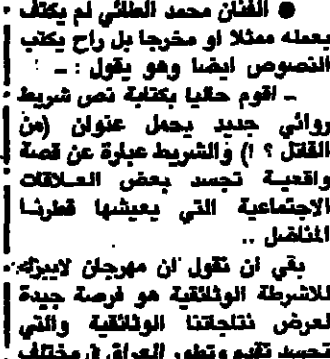 ● الفنان محمد الطائي لم يكتف
بعمله ممثلا او مخرجا بل راح يكتب
النصوص ايضا وهو يقول : ـ
ـ اقوم حاليا بكتابة نص شريط
روائي جديد يحمل عنوان (من
القاتل ؟ !) والشريط عبارة عن قصة
واقعية تجسد بعض العلاقات
الاجتماعية التي يعيشها قطرنا
المناضل ..
بقي ان نقول ان مهرجان لايبزك
للاشرطة الوثائقية هو فرصة جيدة
لعرض نتاجاتنا الوثائقية والتي
تجسد تقدم وتطور العراق في مختلف